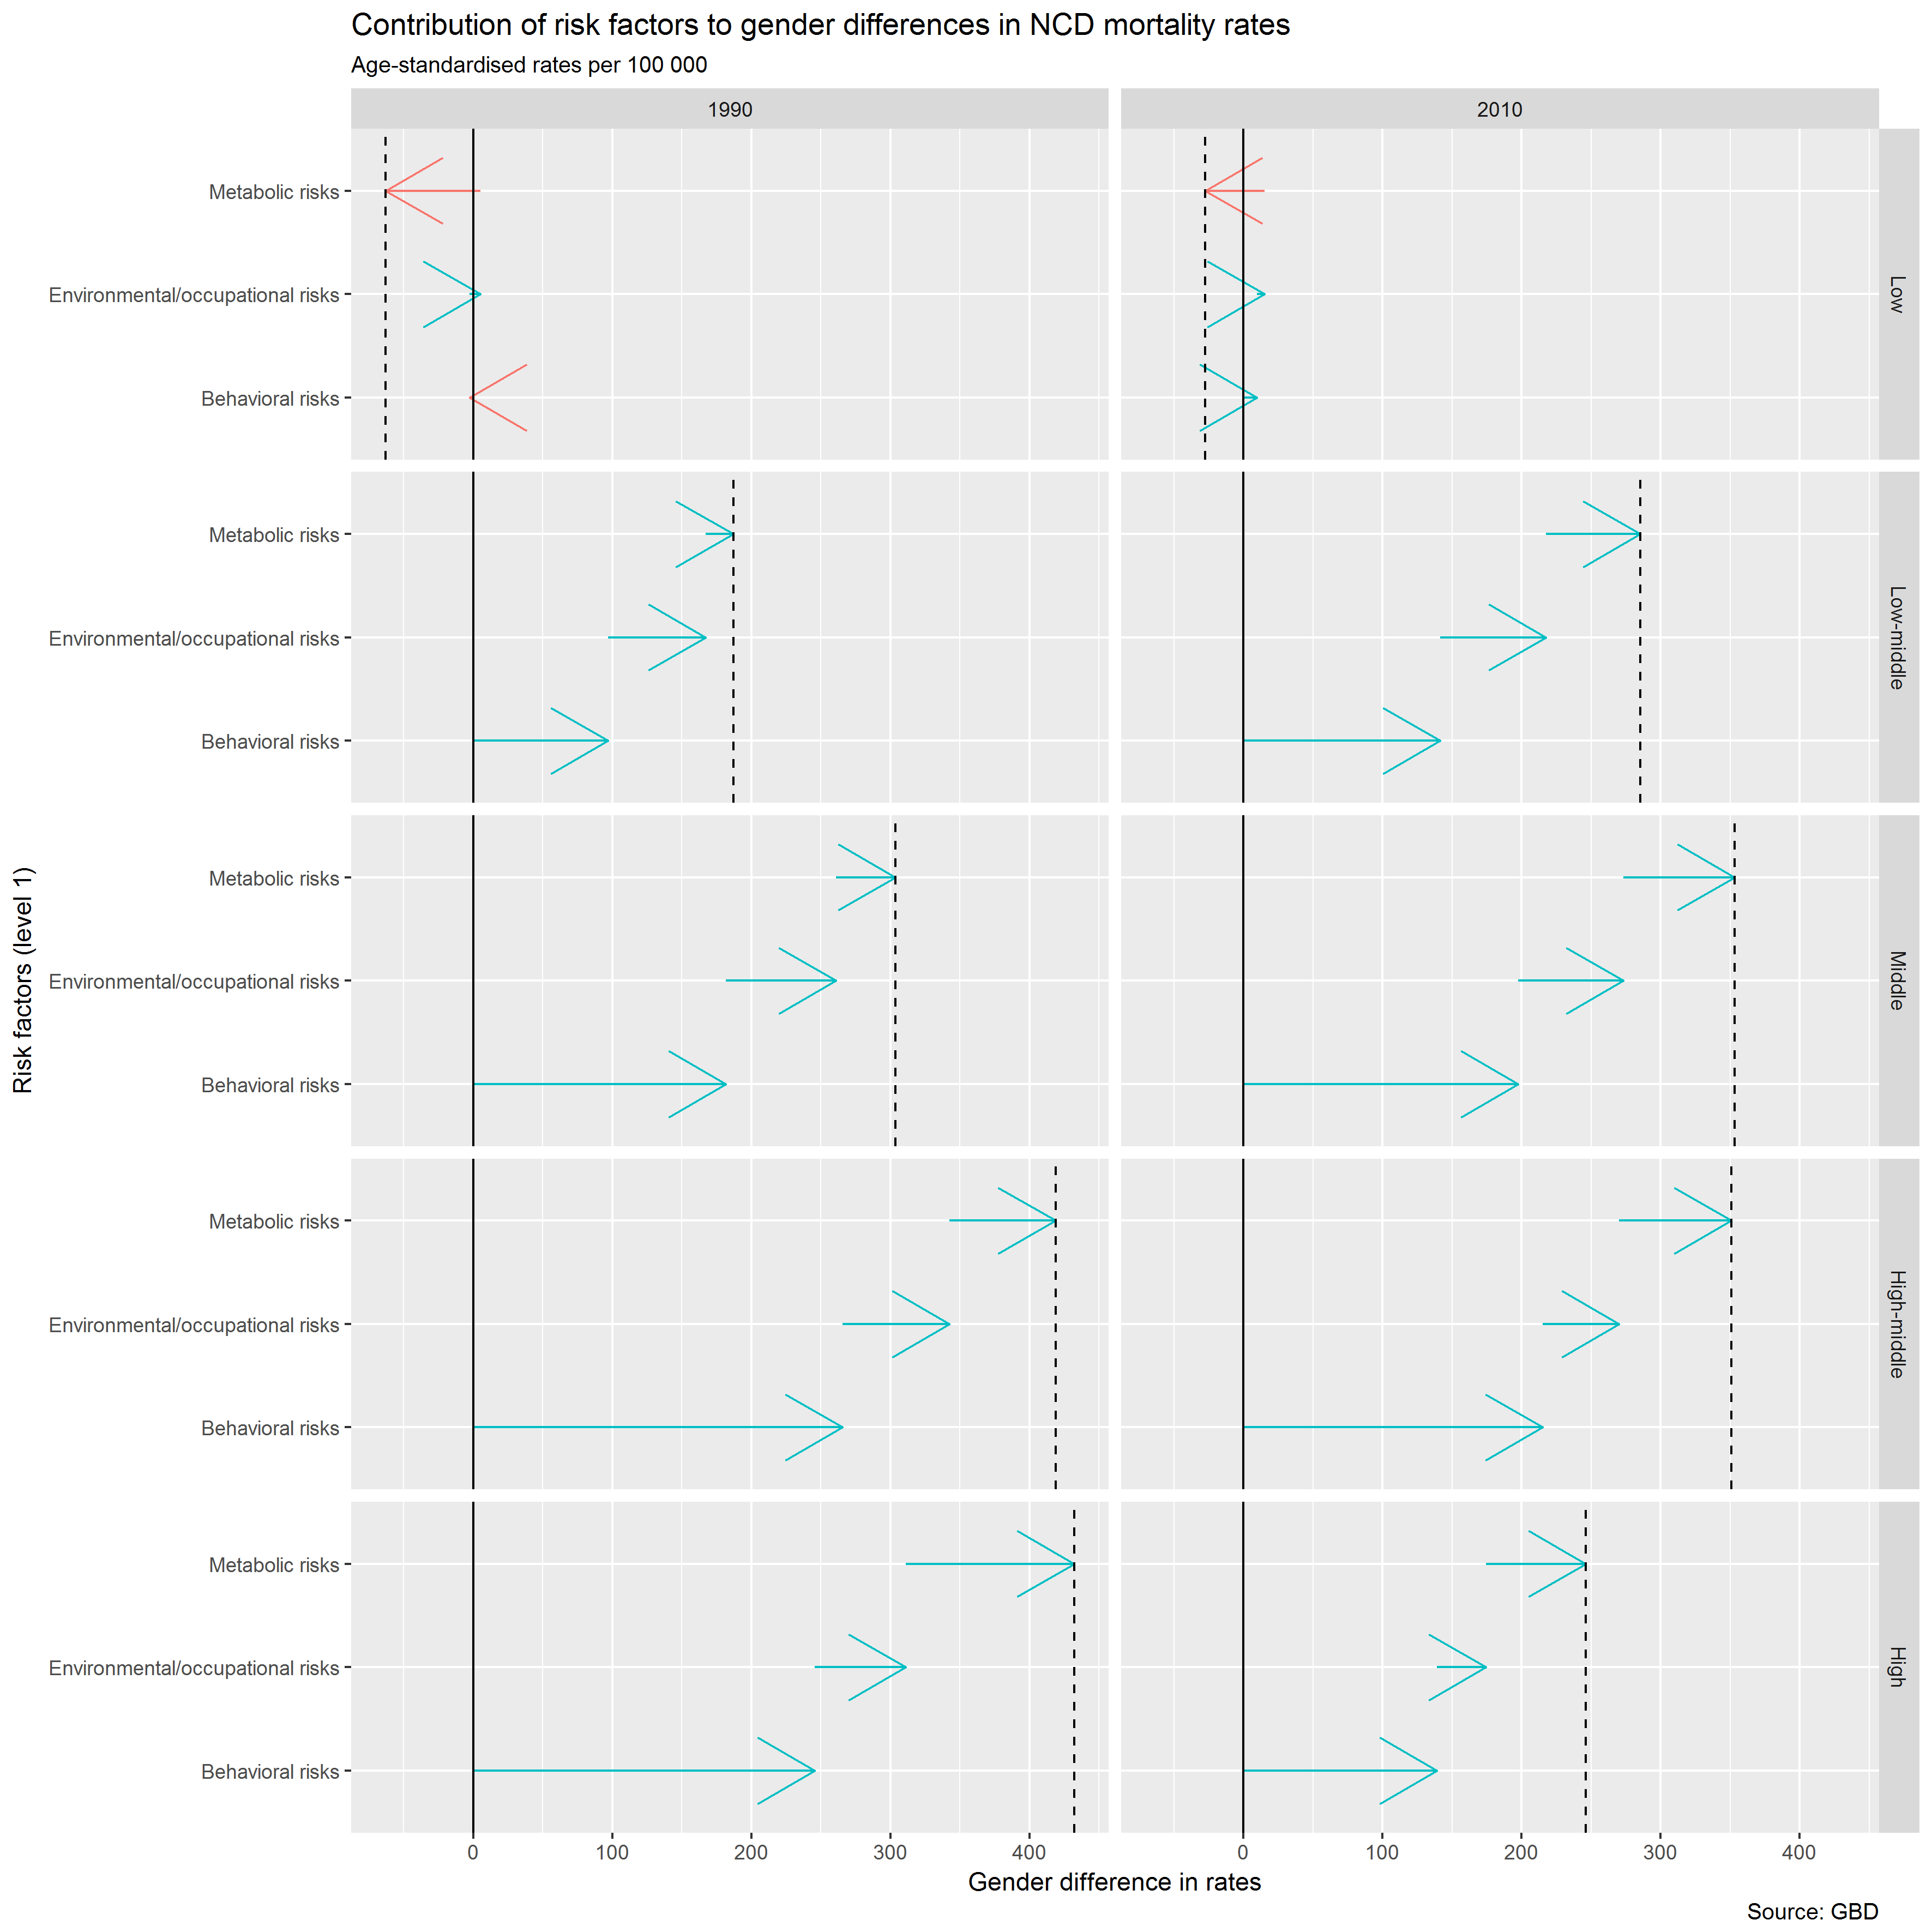 Contribution of risk factors to gender differences in NCD mortality rates
Age-standardised rates per 100 000
1990
2010
Metabolic risks
Environmental/occupational risks
Behavioral risks
Low
Metabolic risks
Environmental/occupational risks
Behavioral risks
Low-middle
Metabolic risks
Environmental/occupational risks
Behavioral risks
Middle
Metabolic risks
Environmental/occupational risks
Behavioral risks
High-middle
Metabolic risks
Environmental/occupational risks
Behavioral risks
High
Risk factors (level 1)
0 100 200 300 400
0 100 200 300 400
Gender difference in rates
Source: GBD